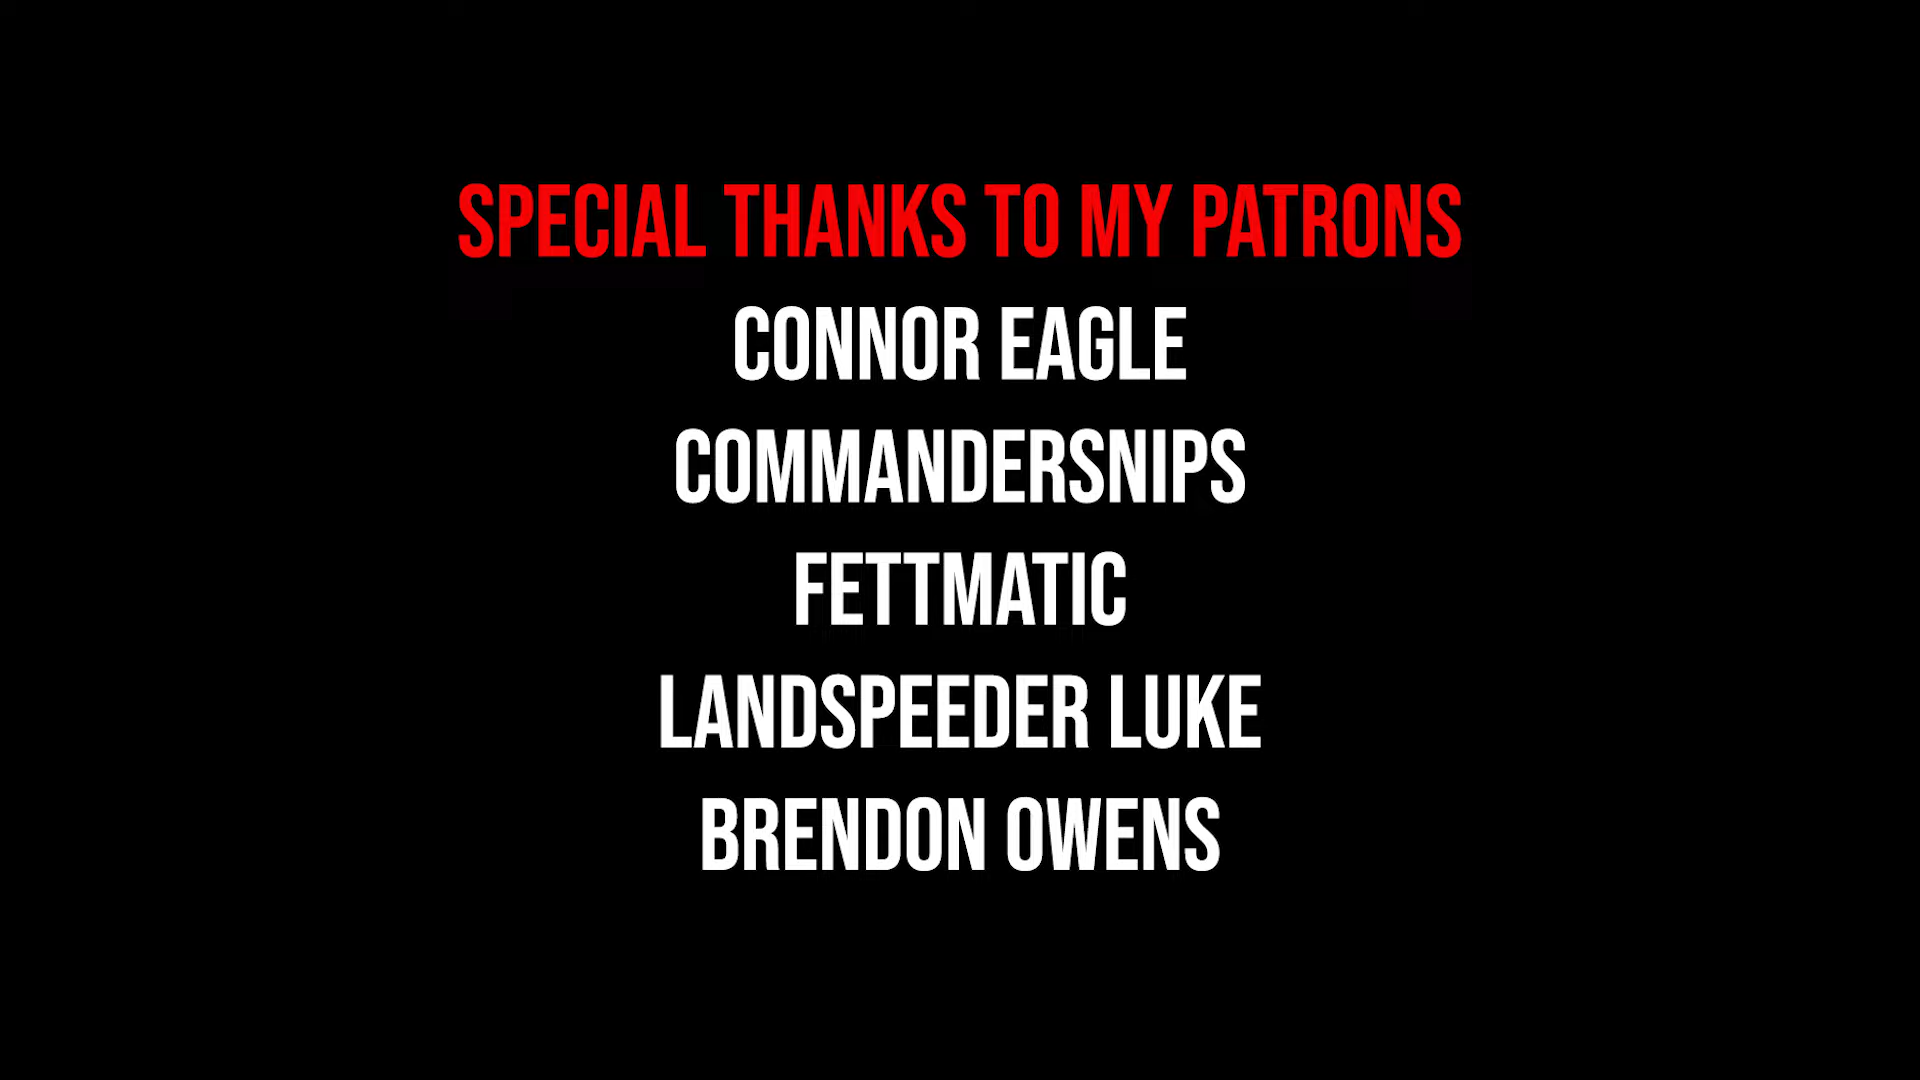 SPECIAL THANKS TO MY PATRONS
CONNOR EAGLE
COMMANDERSNIPS
FETTMATIC
LANDSPEEDER LUKE
BRENDON OWENS